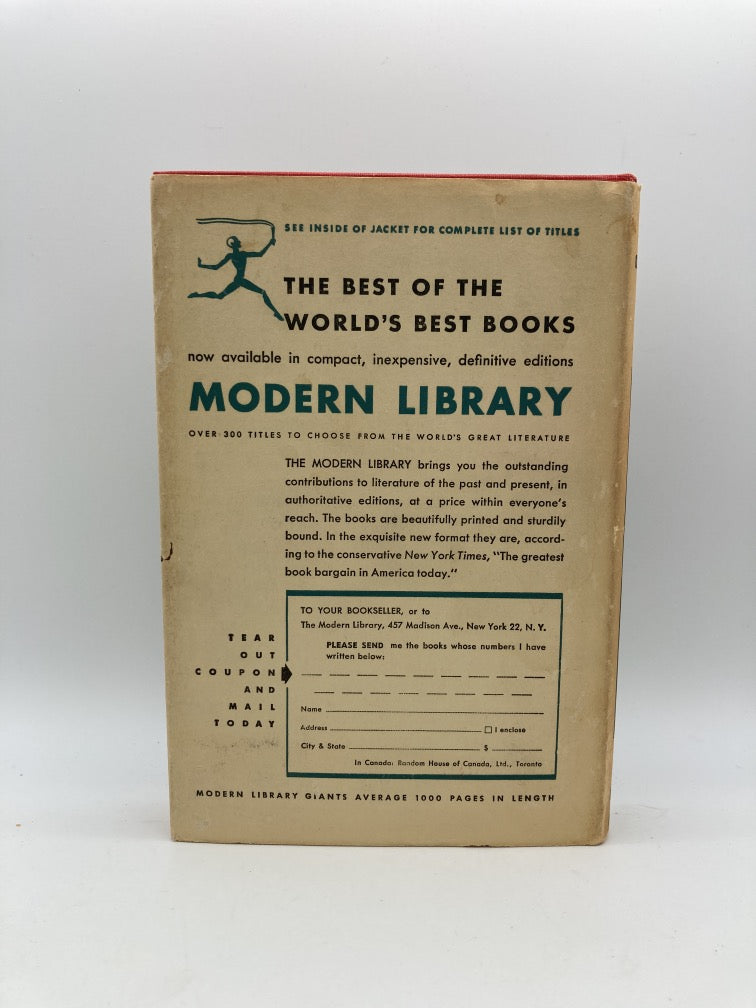 SEE INSIDE OF JACKET FOR COMPLETE LIST OF TITLES
THE BEST OF THE
WORLD'S BEST BOOKS
now available in compact, inexpensive, definitive editions
MODERN LIBRARY
OVER 300 TITLES TO CHOOSE FROM THE WORLD'S GREAT LITERATURE
THE MODERN LIBRARY brings you the outstanding
contributions to literature of the past and present, in
authoritative editions, at a price within everyone's
reach. The books are beautifully printed and sturdily
bound. In the exquisite new format they are, accord-
ing to the conservative New York Times, "The greatest
book bargain in America today."
TEAR
OUT
COUPON
AND
MAIL
TODAY
TO YOUR BOOKSELLER, or to
The Modern Library, 457 Madison Ave., New York 22, N. Y.
PLEASE SEND me the books whose numbers I have
written below:
Name
Address I enclose
City & State $
In Canada: Random House of Canada, Ltd., Toronto
MODERN LIBRARY GIANTS AVERAGE 1000 PAGES IN LENGTH